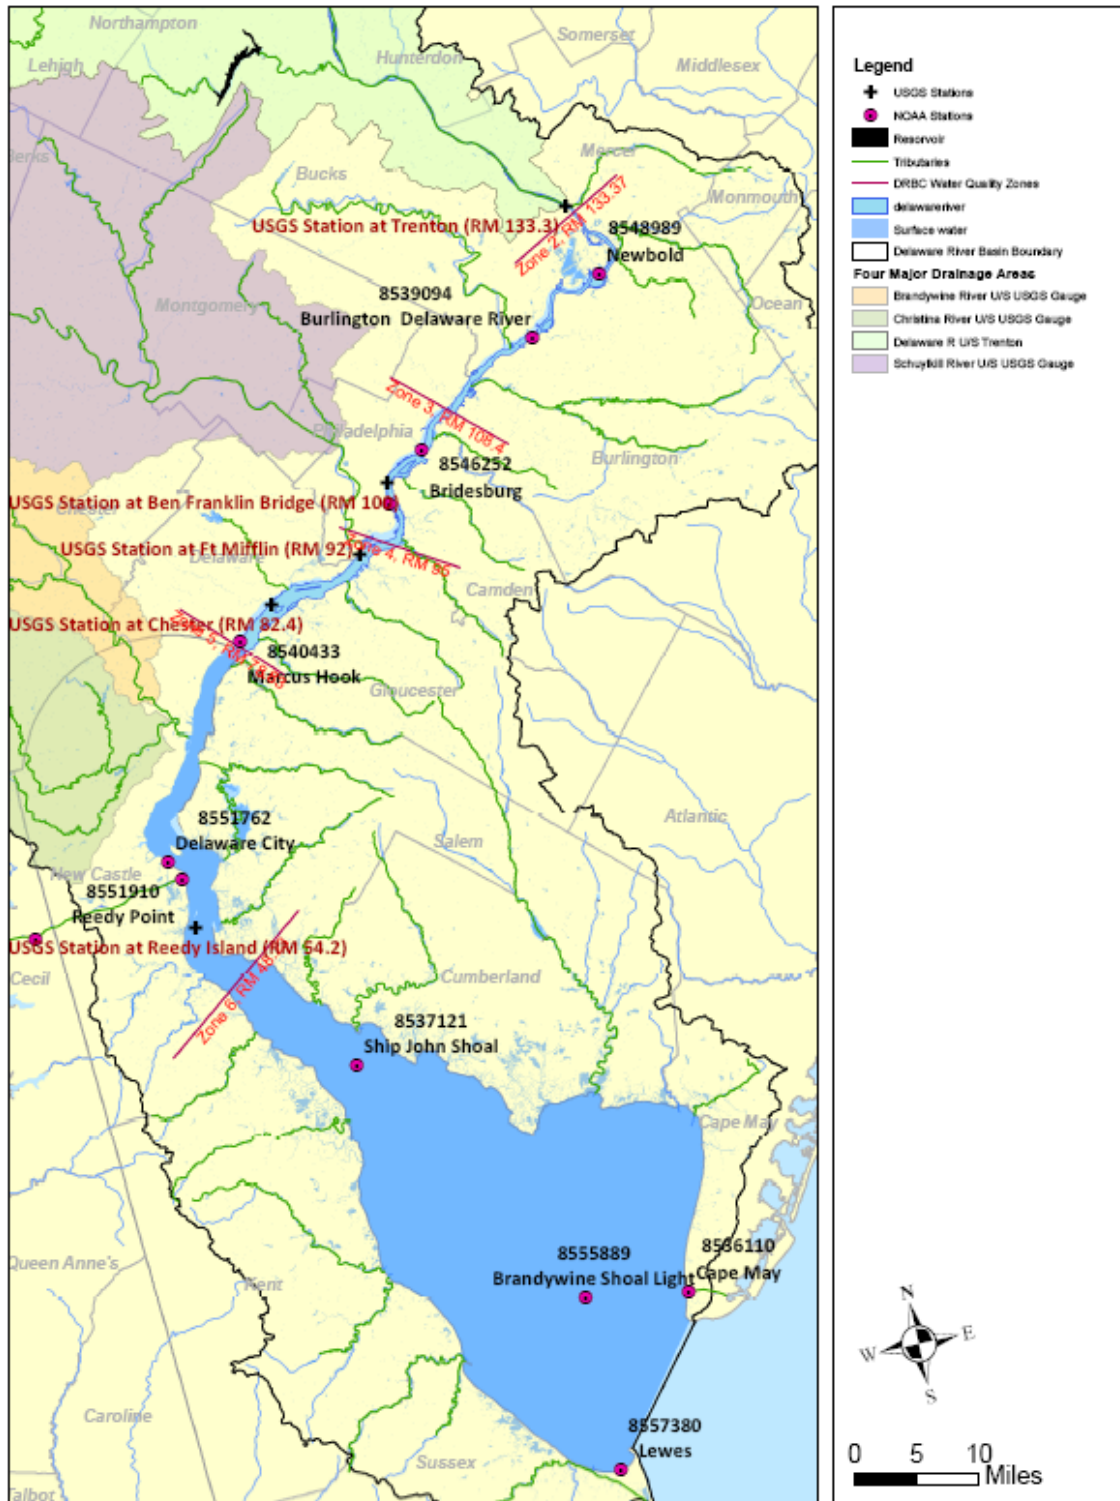 Northampton
Somerset
Lehigh
Hunterdon
Middlesex
Berks
Mercer
Bucks
Monmouth
Zone 2, RM 133.37
USGS Station at Trenton (RM 133.3)
8548989
Newbold
8539094
Burlington Delaware River
Montgomery
Ocean
Zone 3, RM 108.4
Philadelphia
8546252
Bridesburg
Burlington
USGS Station at Ben Franklin Bridge (RM 100
Chester
Zone 4, RM 95
USGS Station at Ft Mifflin (RM 92)
Delaware
Camden
USGS Station at Chester (RM 82.4)
Zone 5, RM
8540433
Marcus Hook
Gloucester
8551762
Delaware City
Salem
Atlantic
New Castle
8551910
Reedy Point
USGS Station at Reedy Island (RM 54.2)
Cecil
Zone 6, RM 48
Cumberland
8537121
Ship John Shoal
Cape May
8555889
Brandywine Shoal Light
8536110
Cape May
Queen Anne's
Kent
Caroline
8557380
Lewes
Sussex
Talbot
Legend
USGS Stations
NOAA Stations
Reservoir
Tributaries
DRBC Water Quality Zones
delawareriver
Surface water
Delaware River Basin Boundary
Four Major Drainage Areas
Brandywine River U/S USGS Gauge
Christina River U/S USGS Gauge
Delaware R U/S Trenton
Schuylkill River U/S USGS Gauge
N
W
E
S
0 5 10
Miles